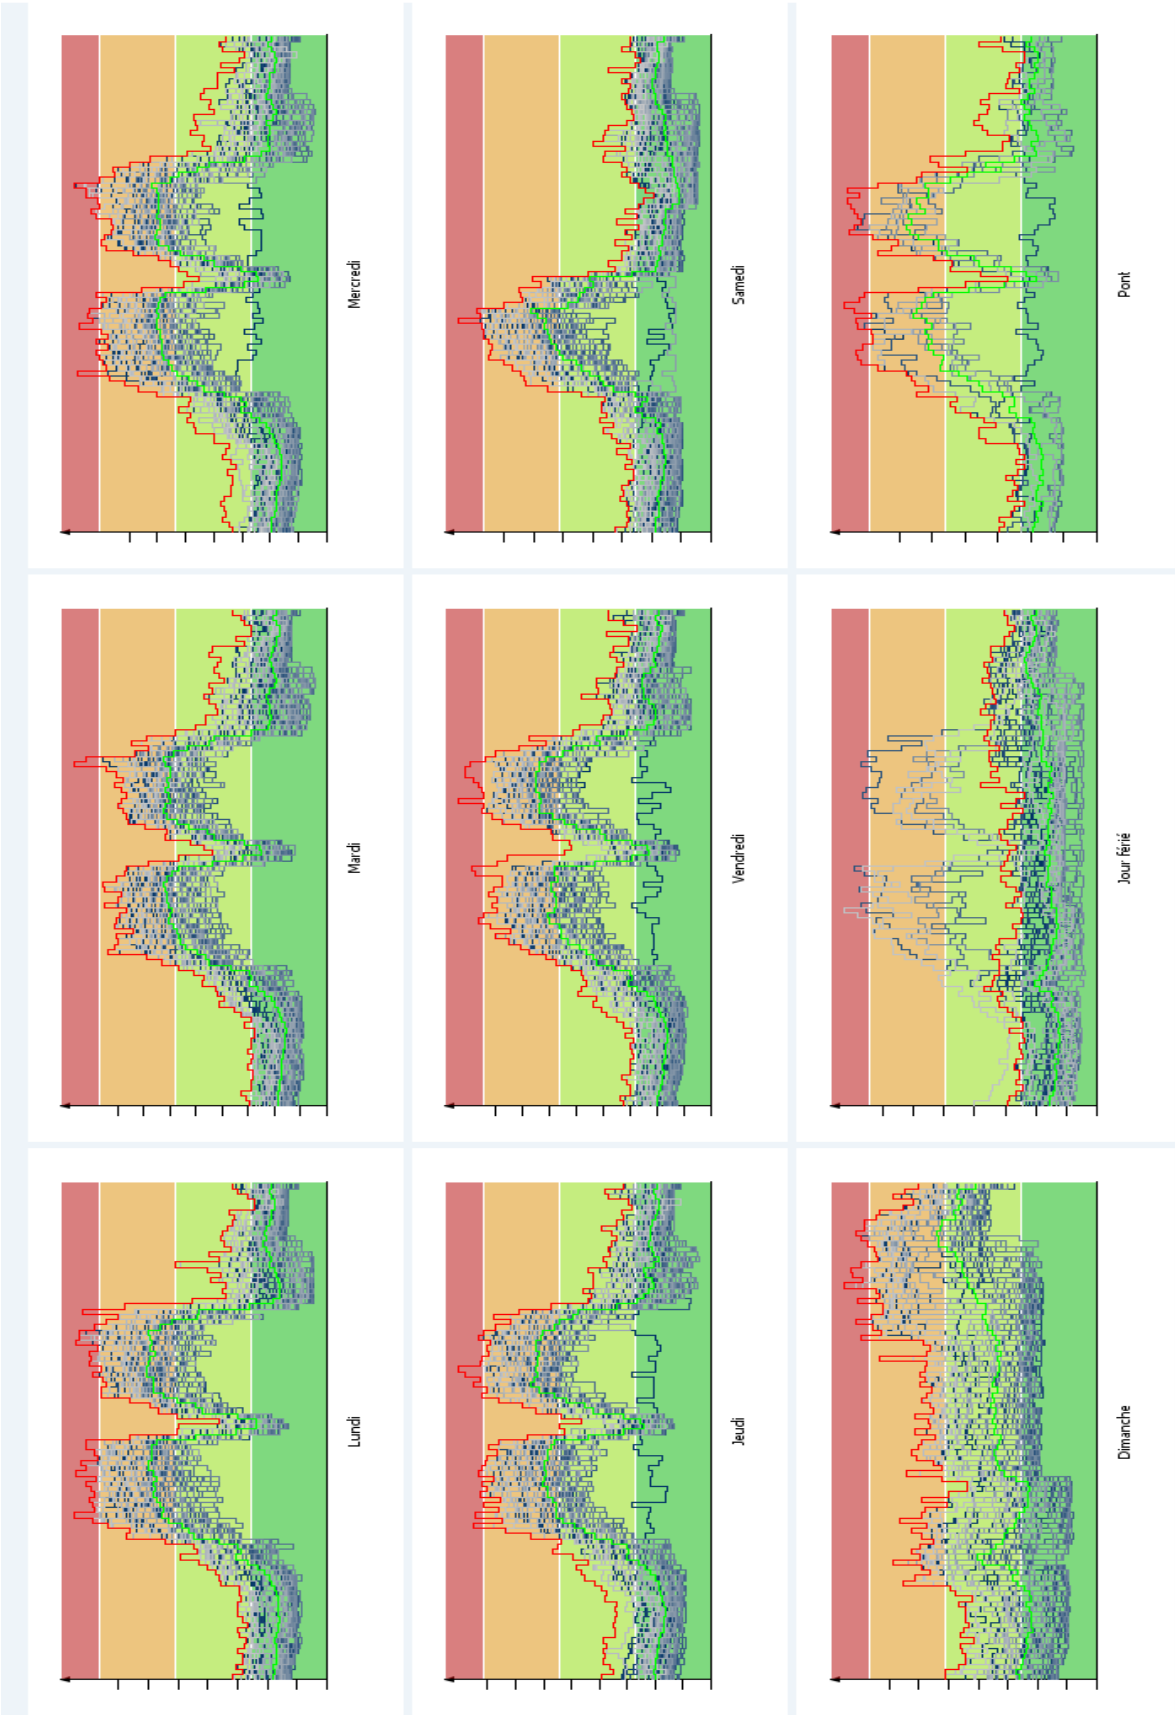 Lundi
Mardi
Mercredi
Jeudi
Vendredi
Samedi
Dimanche
Jour férié
Pont